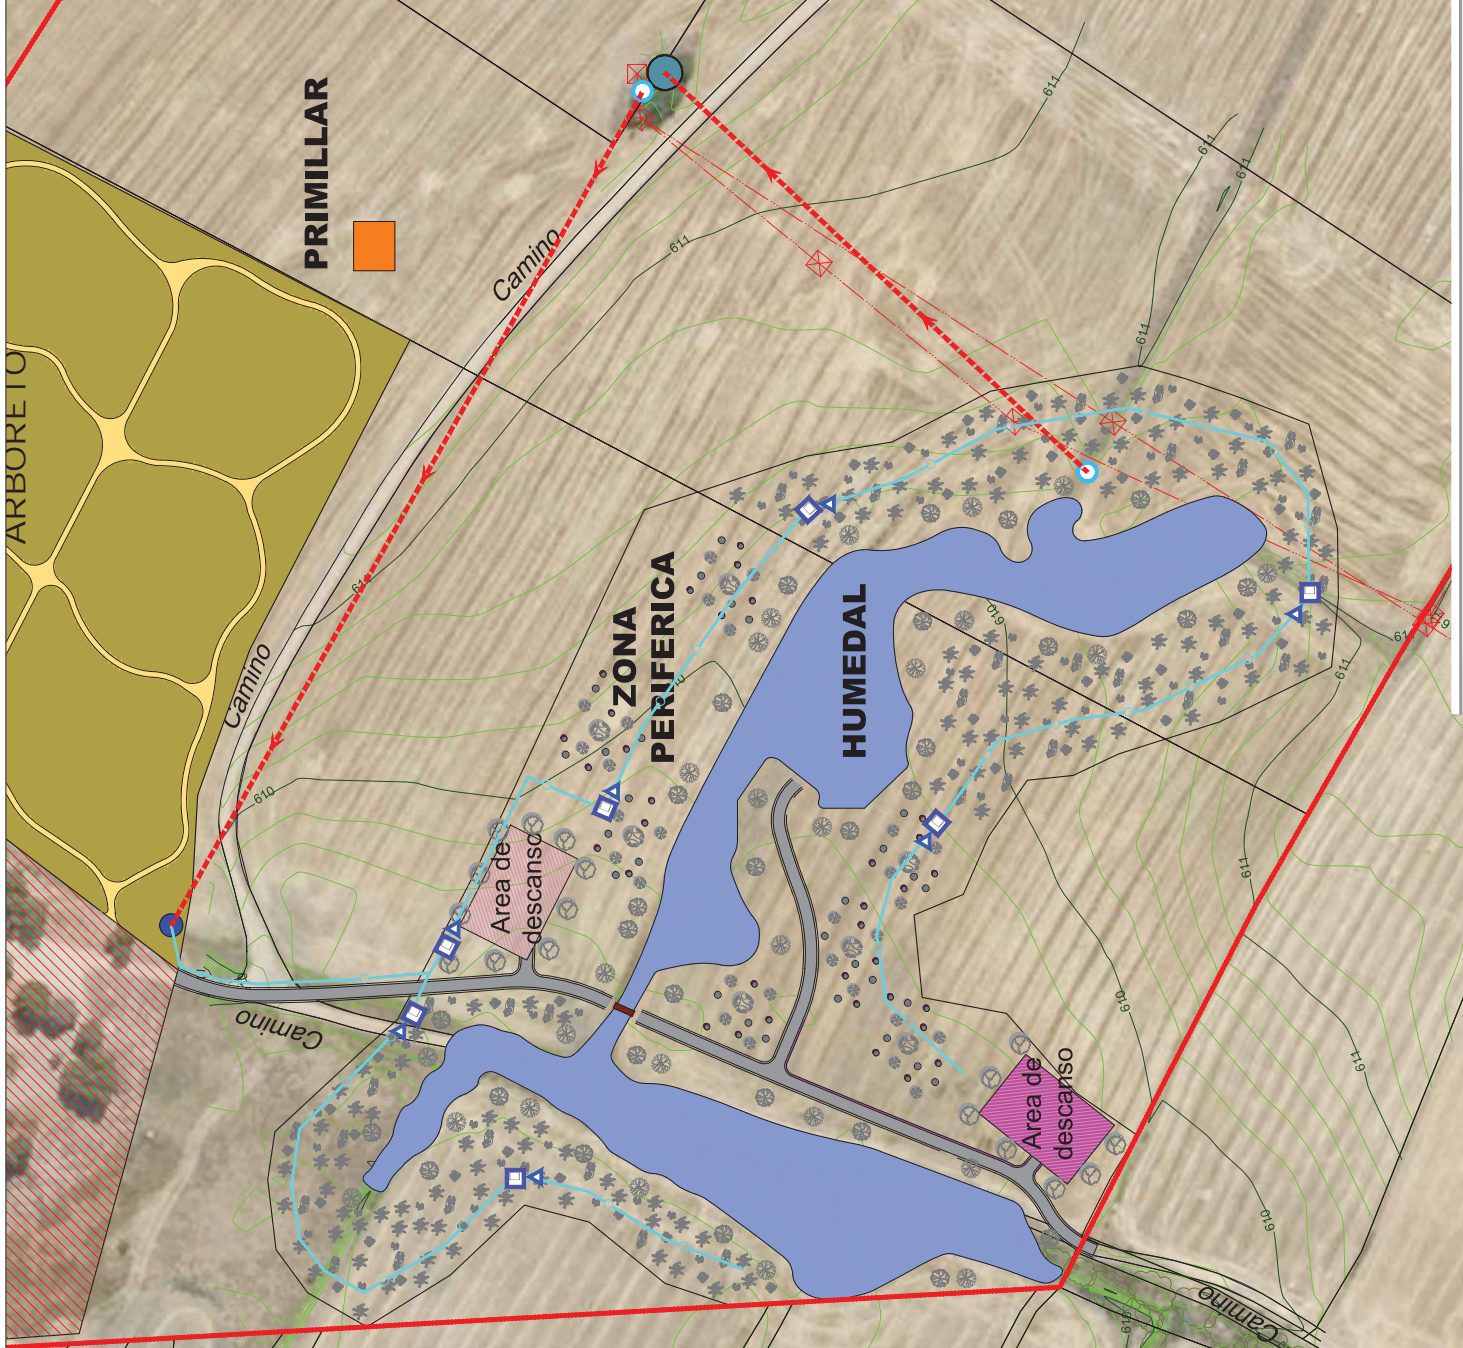 PRIMILLAR
ARBORETO
Camino
611
611
611
611
611
ZONA
PERIFERICA
HUMEDAL
610
Camino
610
611
Area de
descanso
611
Camino
610
611
Area de
descanso
610
Camino